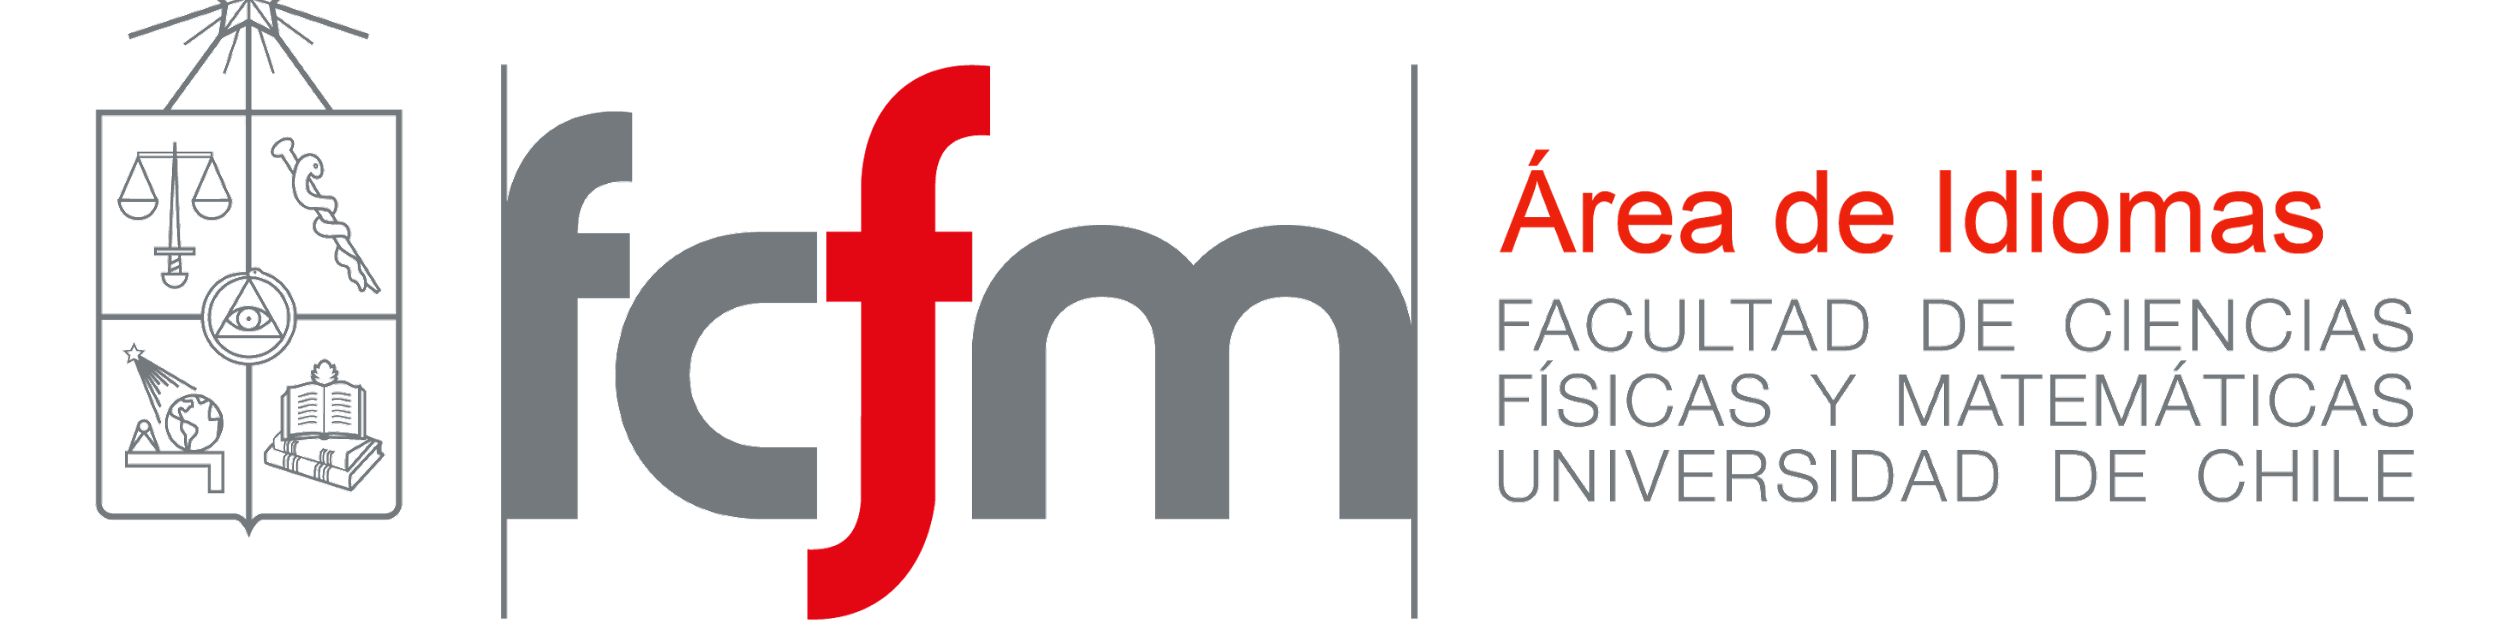 fcfm
Área de Idiomas
FACULTAD DE CIENCIAS
FÍSICAS Y MATEMÁTICAS
UNIVERSIDAD DE CHILE